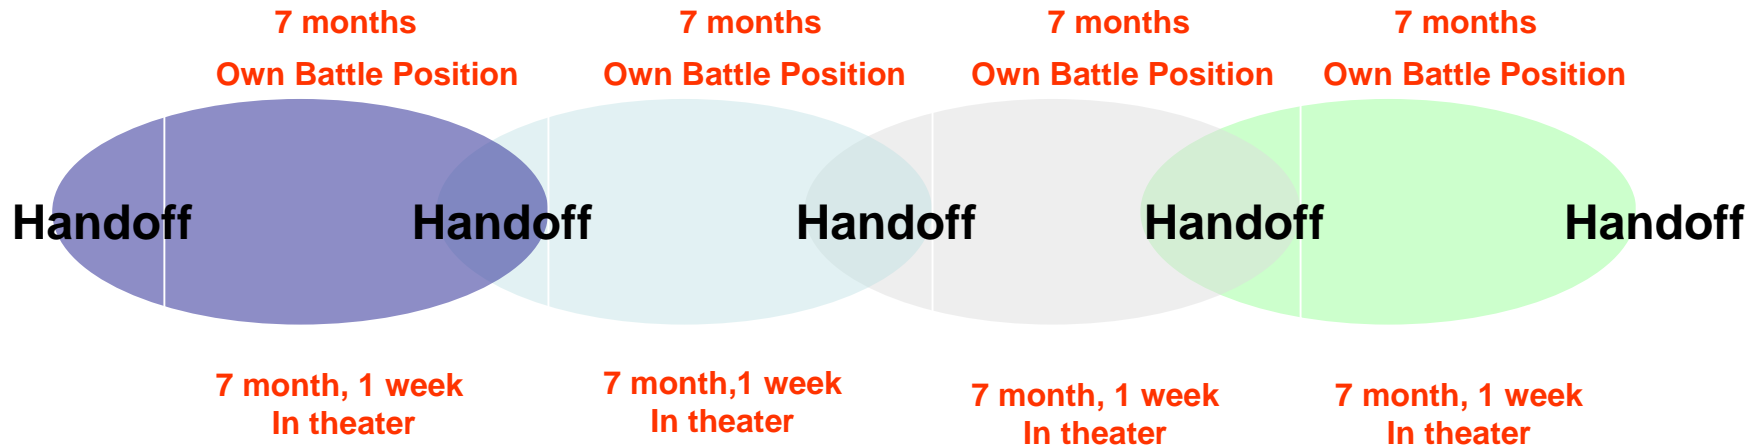 7 months
Own Battle Position
7 months
Own Battle Position
7 months
Own Battle Position
7 months
Own Battle Position
Handoff
Handoff
Handoff
Handoff
Handoff
7 month, 1 week
In theater
7 month,1 week
In theater
7 month, 1 week
In theater
7 month, 1 week
In theater